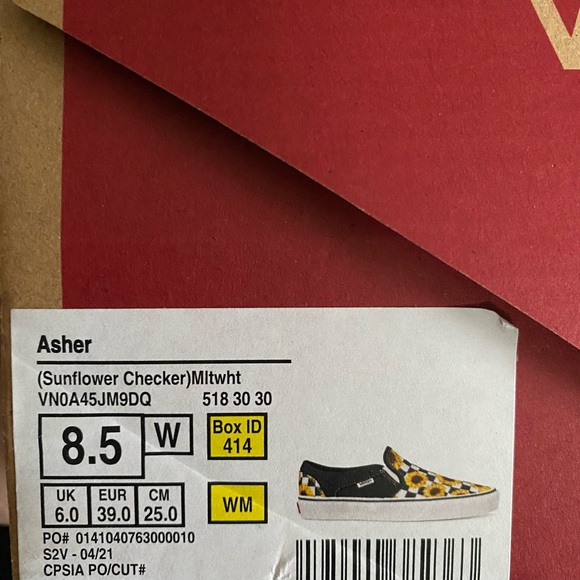 V
Asher
(Sunflower Checker)Mltwht
VN0A45JM9DQ 518 30 30
8.5 W Box ID 414
UK 6.0 EUR 39.0 CM 25.0 WM
PO# 0141040763000010
S2V - 04/21
CPSIA PO/CUT#